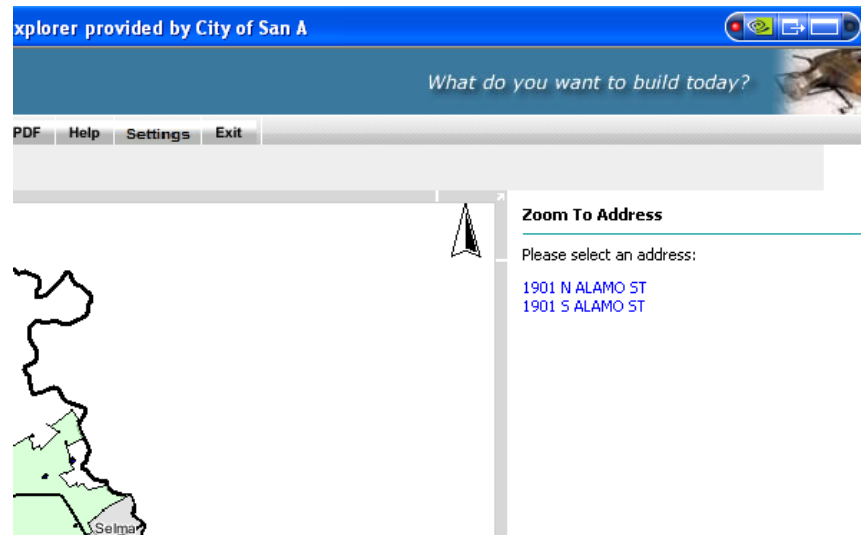 xplorer provided by City of San A
What do you want to build today?
PDF Help Settings Exit
Zoom To Address
Please select an address:
1901 N ALAMO ST
1901 S ALAMO ST
Selma